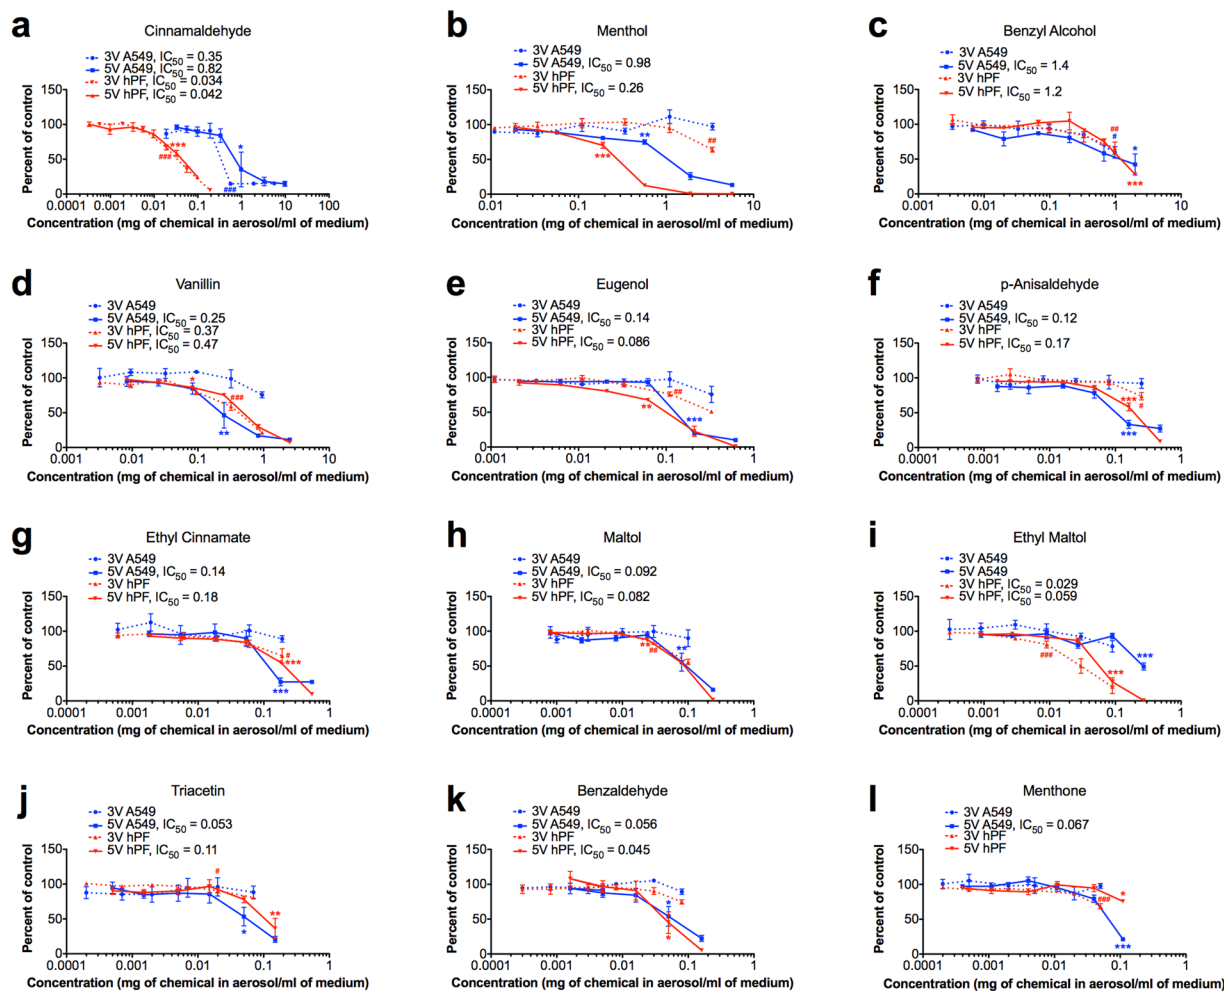 a
Cinnamaldehyde
3V A549, IC50 = 0.35
5V A549, IC50 = 0.82
3V hPF, IC50 = 0.034
5V hPF, IC50 = 0.042
Percent of control
150
100
50
0
*** ### ### *
0.0001 0.001 0.01 0.1 1 10 100
Concentration (mg of chemical in aerosol/ml of medium)
b
Menthol
3V A549
5V A549, IC50 = 0.98
3V hPF
5V hPF, IC50 = 0.26
Percent of control
150
100
50
0
*** ** ##
0.01 0.1 1 10
Concentration (mg of chemical in aerosol/ml of medium)
c
Benzyl Alcohol
3V A549
5V A549, IC50 = 1.4
3V hPF
5V hPF, IC50 = 1.2
Percent of control
150
100
50
0
## # * ***
0.001 0.01 0.1 1 10
Concentration (mg of chemical in aerosol/ml of medium)
d
Vanillin
3V A549
5V A549, IC50 = 0.25
3V hPF, IC50 = 0.37
5V hPF, IC50 = 0.47
Percent of control
150
100
50
0
* ### **
0.001 0.01 0.1 1 10
Concentration (mg of chemical in aerosol/ml of medium)
e
Eugenol
3V A549
5V A549, IC50 = 0.14
3V hPF
5V hPF, IC50 = 0.086
Percent of control
150
100
50
0
** ## ***
0.001 0.01 0.1 1
Concentration (mg of chemical in aerosol/ml of medium)
f
p-Anisaldehyde
3V A549
5V A549, IC50 = 0.12
3V hPF
5V hPF, IC50 = 0.17
Percent of control
150
100
50
0
*** # ***
0.0001 0.001 0.01 0.1 1
Concentration (mg of chemical in aerosol/ml of medium)
g
Ethyl Cinnamate
3V A549
5V A549, IC50 = 0.14
3V hPF
5V hPF, IC50 = 0.18
Percent of control
150
100
50
0
# *** ***
0.0001 0.001 0.01 0.1 1
Concentration (mg of chemical in aerosol/ml of medium)
h
Maltol
3V A549
5V A549, IC50 = 0.092
3V hPF
5V hPF, IC50 = 0.082
Percent of control
150
100
50
0
** ## **
0.0001 0.001 0.01 0.1 1
Concentration (mg of chemical in aerosol/ml of medium)
i
Ethyl Maltol
3V A549
5V A549
3V hPF, IC50 = 0.029
5V hPF, IC50 = 0.059
Percent of control
150
100
50
0
### *** ***
0.0001 0.001 0.01 0.1 1
Concentration (mg of chemical in aerosol/ml of medium)
j
Triacetin
3V A549
5V A549, IC50 = 0.053
3V hPF
5V hPF, IC50 = 0.11
Percent of control
150
100
50
0
# * **
0.0001 0.001 0.01 0.1 1
Concentration (mg of chemical in aerosol/ml of medium)
k
Benzaldehyde
3V A549
5V A549, IC50 = 0.056
3V hPF
5V hPF, IC50 = 0.045
Percent of control
150
100
50
0
* *
0.0001 0.001 0.01 0.1 1
Concentration (mg of chemical in aerosol/ml of medium)
l
Menthone
3V A549
5V A549, IC50 = 0.067
3V hPF
5V hPF
Percent of control
150
100
50
0
### * ***
0.0001 0.001 0.01 0.1 1
Concentration (mg of chemical in aerosol/ml of medium)